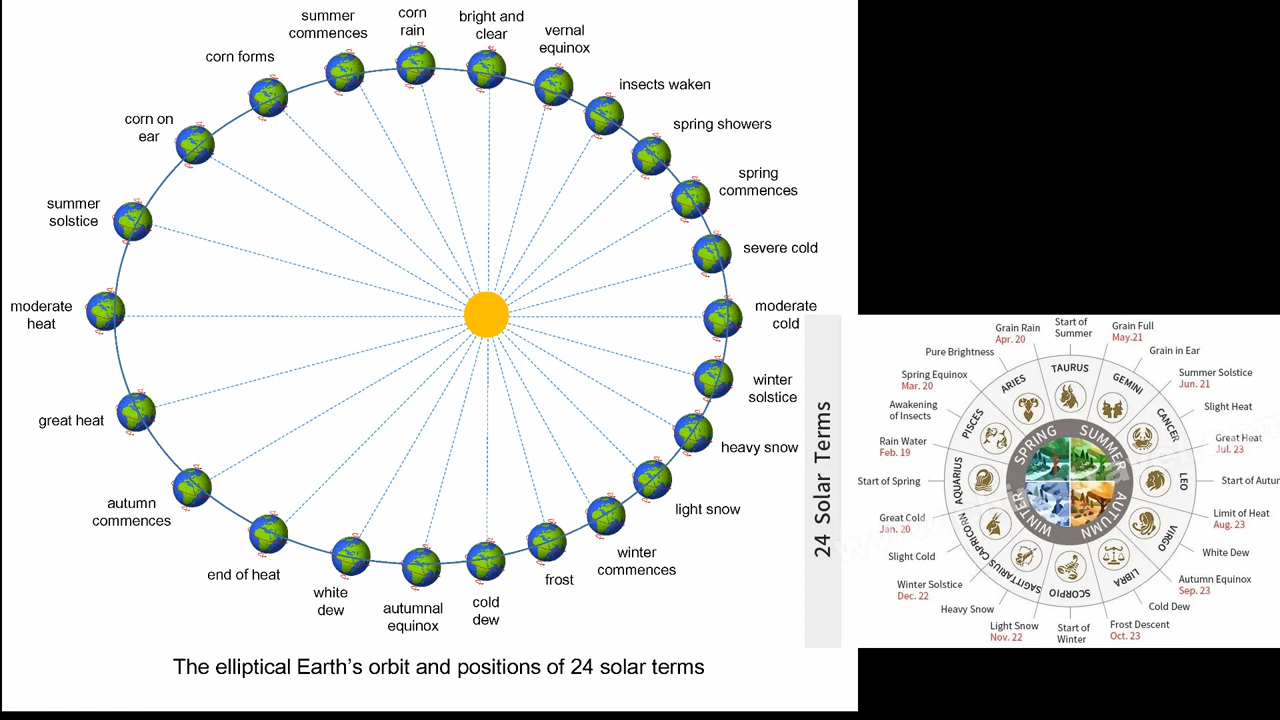 summer
commences
corn
rain
bright and
clear
vernal
equinox
corn forms
insects waken
corn on
ear
spring showers
spring
commences
summer
solstice
severe cold
moderate
heat
moderate
cold
winter
solstice
great heat
heavy snow
autumn
commences
light snow
end of heat
winter
commences
white
dew
autumnal
equinox
cold
dew
frost
The elliptical Earth's orbit and positions of 24 solar terms
24 Solar Terms
Grain Rain
Apr. 20
Start of
Summer
Grain Full
May.21
Pure Brightness
Grain in Ear
Spring Equinox
Mar. 20
Summer Solstice
Jun. 21
Awakening
of Insects
Slight Heat
Rain Water
Feb. 19
Great Heat
Jul. 23
Start of Spring
Start of Autur
Great Cold
Jan. 20
Limit of Heat
Aug. 23
Slight Cold
White Dew
Winter Solstice
Dec. 22
Autumn Equinox
Sep. 23
Heavy Snow
Cold Dew
Light Snow
Nov. 22
Start of
Winter
Frost Descent
Oct. 23
ARIES
TAURUS
GEMINI
CANCER
LEO
VIRGO
LIBRA
SCORPIO
SAGITTARIUS
CAPRICORN
AQUARIUS
PISCES
SPRING
SUMMER
AUTUMN
WINTER